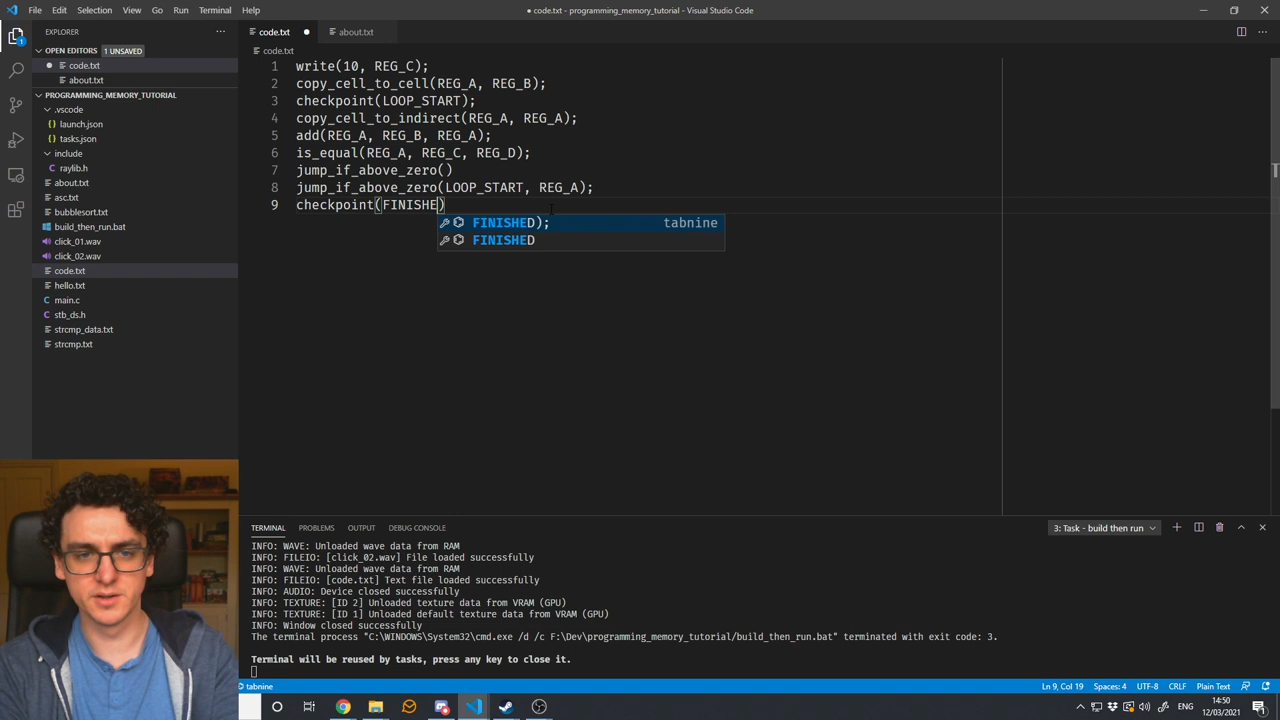 File Edit Selection View Go Run Terminal Help
● code.txt - programming_memory_tutorial - Visual Studio Code
EXPLORER
OPEN EDITORS 1 UNSAVED
code.txt
about.txt
PROGRAMMING_MEMORY_TUTORIAL
.vscode
launch.json
tasks.json
include
raylib.h
about.txt
asc.txt
bubblesort.txt
build_then_run.bat
click_01.wav
click_02.wav
code.txt
hello.txt
main.c
stb_ds.h
strcmp_data.txt
strcmp.txt
code.txt about.txt
code.txt
1 write(10, REG_C);
2 copy_cell_to_cell(REG_A, REG_B);
3 checkpoint(LOOP_START);
4 copy_cell_to_indirect(REG_A, REG_A);
5 add(REG_A, REG_B, REG_A);
6 is_equal(REG_A, REG_C, REG_D);
7 jump_if_above_zero()
8 jump_if_above_zero(LOOP_START, REG_A);
9 checkpoint(FINISHE)
FINISHED); tabnine
FINISHED
TERMINAL PROBLEMS OUTPUT DEBUG CONSOLE
3: Task - build then run
INFO: WAVE: Unloaded wave data from RAM
INFO: FILEIO: [click_02.wav] File loaded successfully
INFO: WAVE: Unloaded wave data from RAM
INFO: FILEIO: [code.txt] Text file loaded successfully
INFO: AUDIO: Device closed successfully
INFO: TEXTURE: [ID 2] Unloaded texture data from VRAM (GPU)
INFO: TEXTURE: [ID 1] Unloaded default texture data from VRAM (GPU)
INFO: Window closed successfully
The terminal process "C:\WINDOWS\System32\cmd.exe /d /c F:\Dev\programming_memory_tutorial/build_then_run.bat" terminated with exit code: 3.
Terminal will be reused by tasks, press any key to close it.
tabnine
Ln 9, Col 19 Spaces: 4 UTF-8 CRLF Plain Text
ENG
14:50
12/03/2021